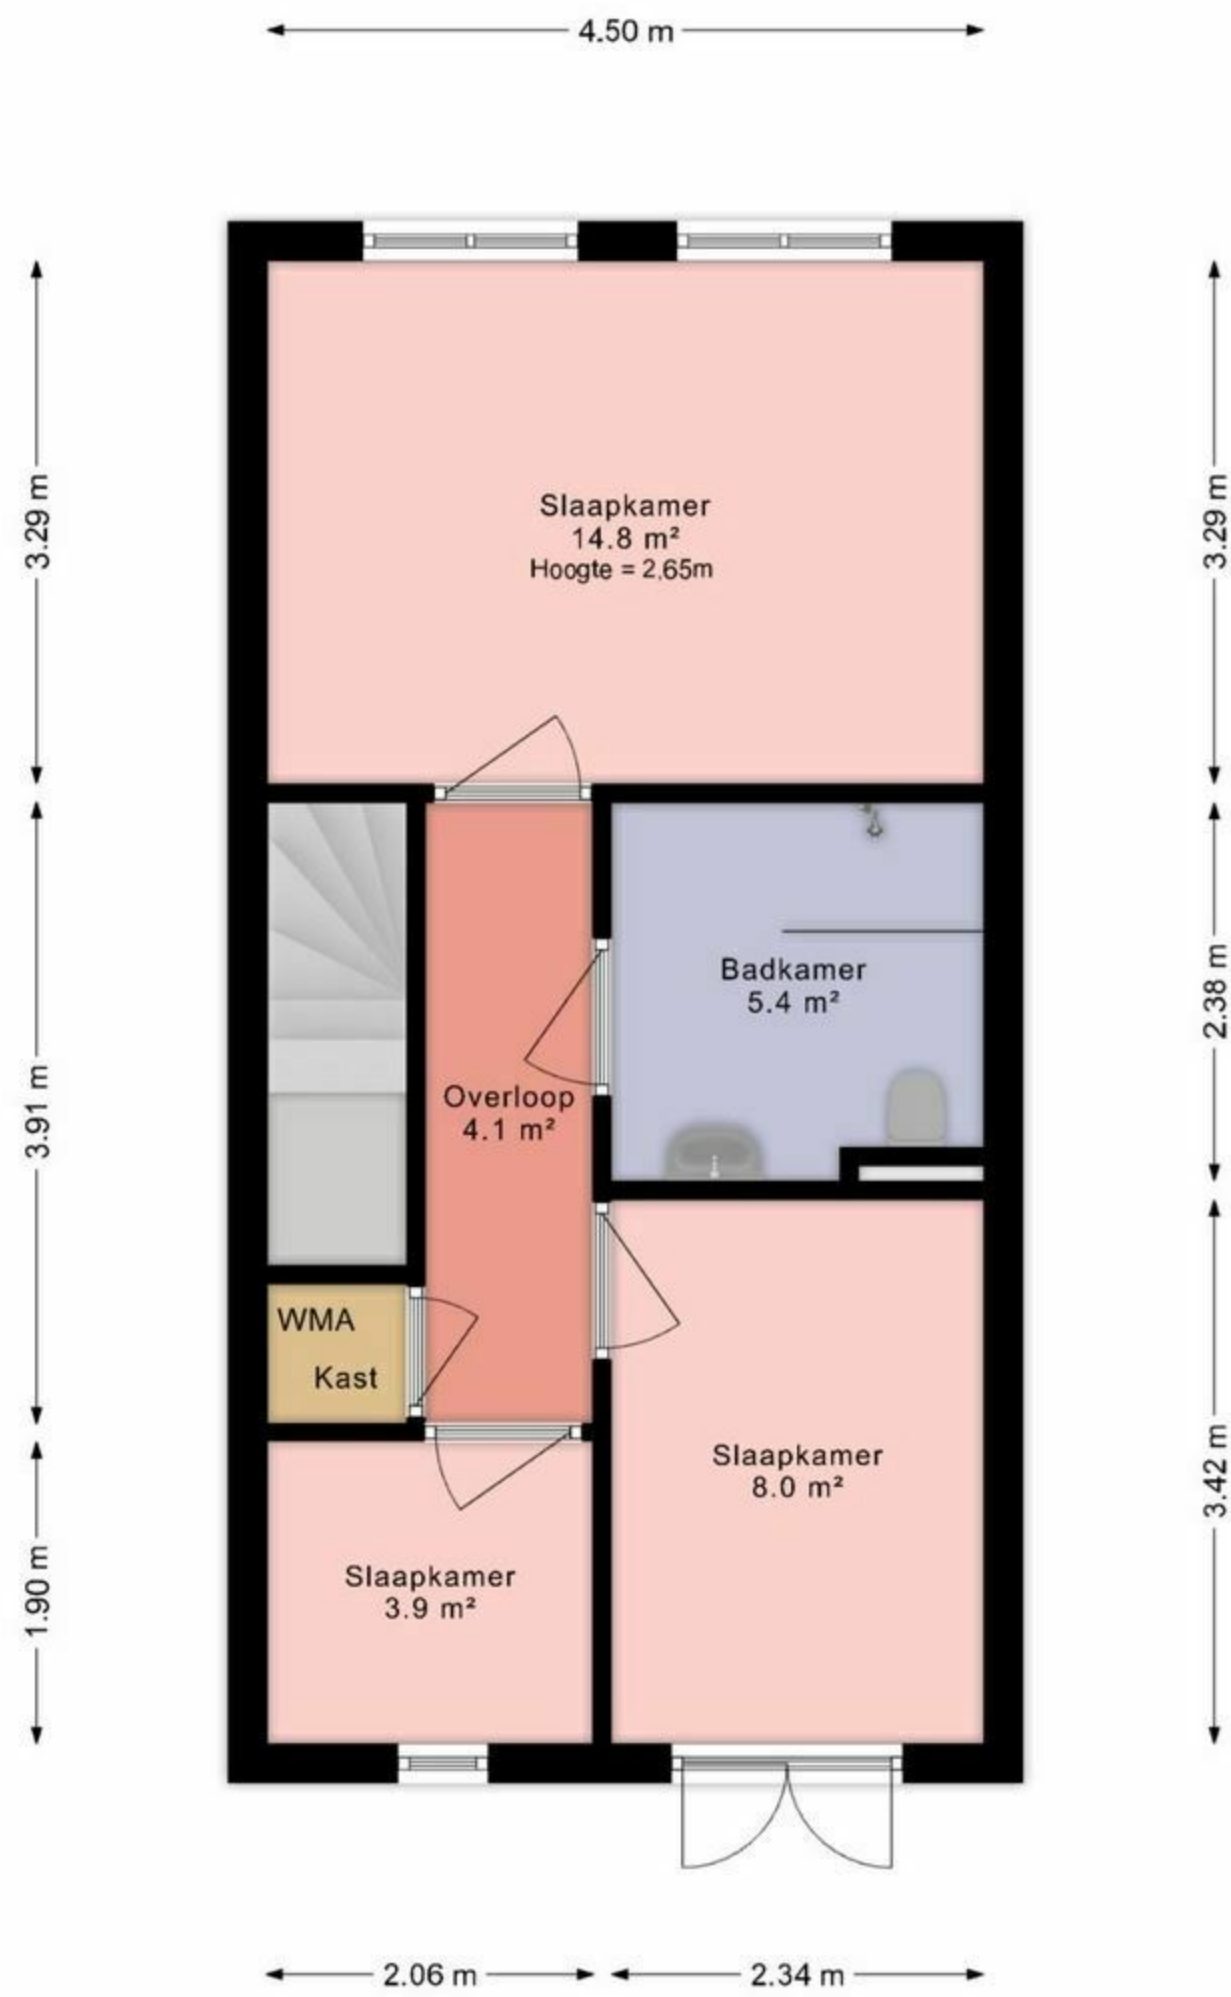 4.50 m
3.29 m
3.29 m
Slaapkamer
14.8 m²
Hoogte = 2,65m
Badkamer
5.4 m²
2.38 m
Overloop
4.1 m²
3.91 m
WMA
Kast
Slaapkamer
8.0 m²
3.42 m
Slaapkamer
3.9 m²
1.90 m
2.06 m
2.34 m